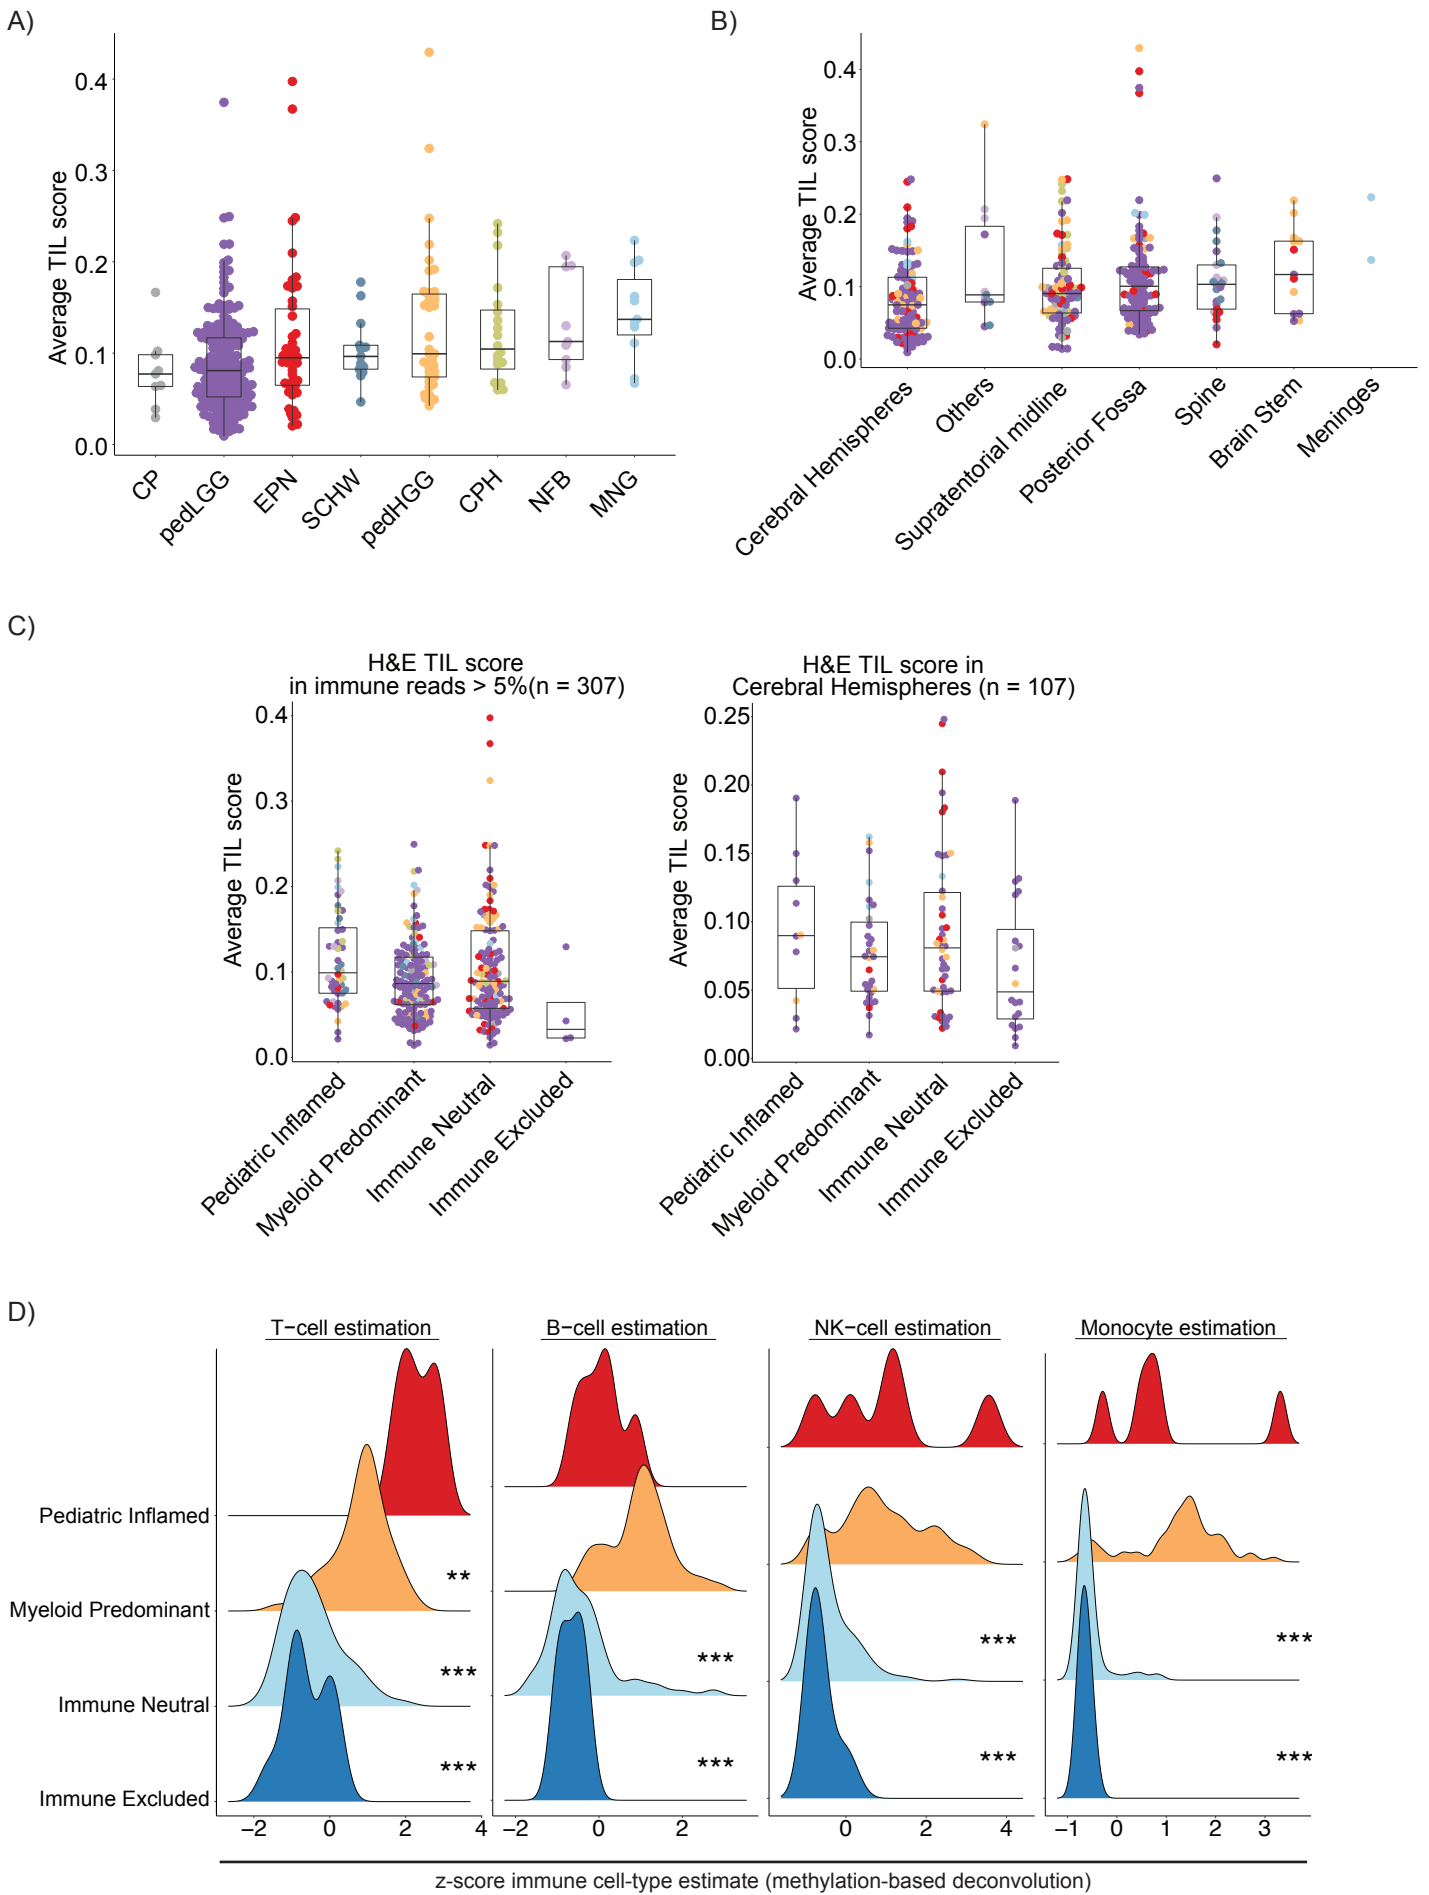 A)
Average TIL score
0.4
0.3
0.2
0.1
0.0
CP
pedLGG
EPN
SCHW
pedHGG
CPH
NFB
MNG
B)
Average TIL score
0.4
0.3
0.2
0.1
0.0
Cerebral Hemispheres
Others
Supratentorial midline
Posterior Fossa
Spine
Brain Stem
Meninges
C)
H&E TIL score
in immune reads > 5%(n = 307)
Average TIL score
0.4
0.3
0.2
0.1
0.0
Pediatric Inflamed
Myeloid Predominant
Immune Neutral
Immune Excluded
H&E TIL score in
Cerebral Hemispheres (n = 107)
Average TIL score
0.25
0.20
0.15
0.10
0.05
0.00
Pediatric Inflamed
Myeloid Predominant
Immune Neutral
Immune Excluded
D)
T−cell estimation
B−cell estimation
NK−cell estimation
Monocyte estimation
Pediatric Inflamed
Myeloid Predominant
**
Immune Neutral
*** *** *** ***
Immune Excluded
*** *** *** ***
−2 0 2 4
−2 0 2
0 2 4
−1 0 1 2 3
z-score immune cell-type estimate (methylation-based deconvolution)